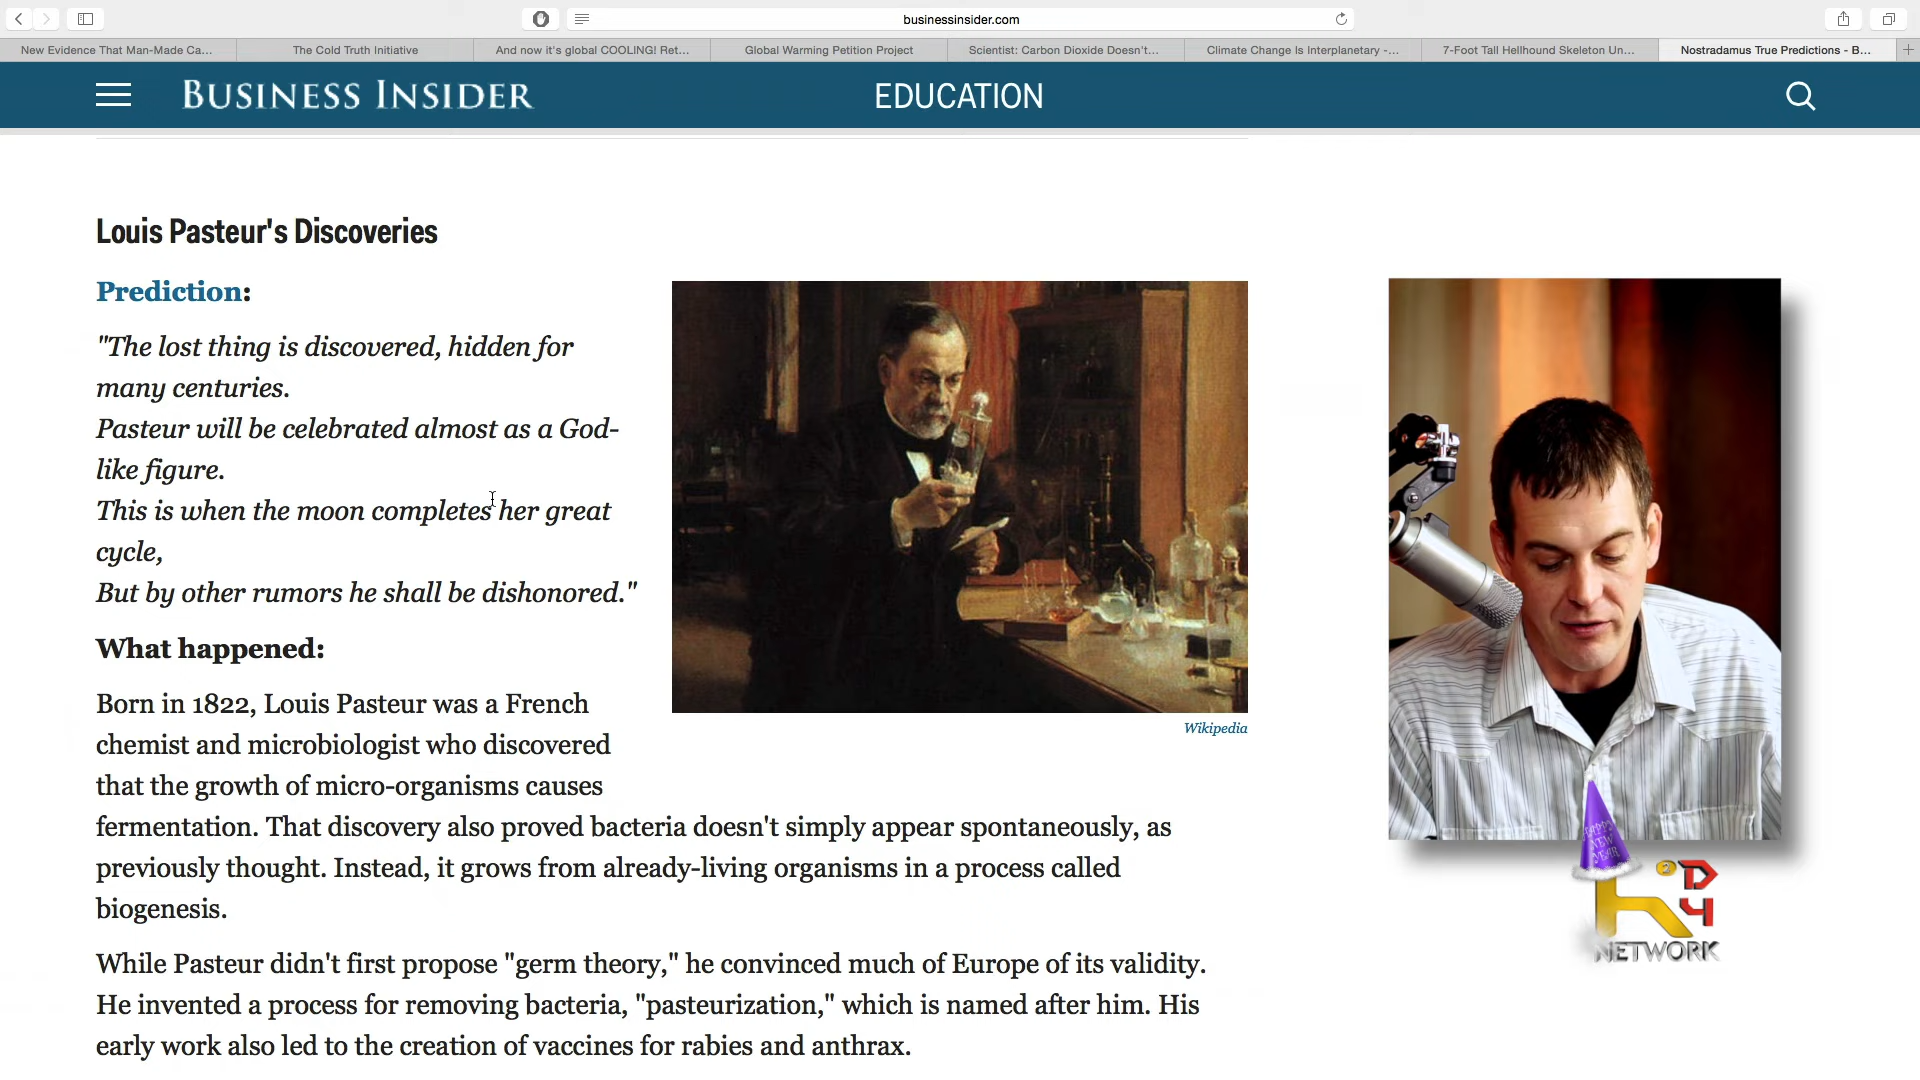 businessinsider.com
New Evidence That Man-Made Ca...
The Cold Truth Initiative
And now it's global COOLING! Ret...
Global Warming Petition Project
Scientist: Carbon Dioxide Doesn't...
Climate Change Is Interplanetary -...
7-Foot Tall Hellhound Skeleton Un...
Nostradamus True Predictions - B...
BUSINESS INSIDER
EDUCATION
Louis Pasteur's Discoveries
Prediction:
"The lost thing is discovered, hidden for
many centuries.
Pasteur will be celebrated almost as a God-
like figure.
This is when the moon completes her great
cycle,
But by other rumors he shall be dishonored."
What happened:
Born in 1822, Louis Pasteur was a French
chemist and microbiologist who discovered
that the growth of micro-organisms causes
fermentation. That discovery also proved bacteria doesn't simply appear spontaneously, as
previously thought. Instead, it grows from already-living organisms in a process called
biogenesis.
While Pasteur didn't first propose "germ theory," he convinced much of Europe of its validity.
He invented a process for removing bacteria, "pasteurization," which is named after him. His
early work also led to the creation of vaccines for rabies and anthrax.
Wikipedia
HAPPY
NEW
YEAR
NETWORK